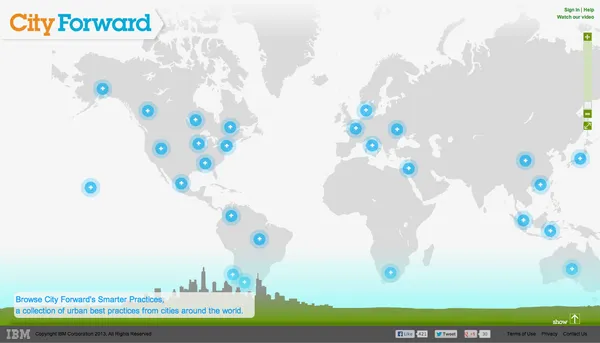 City Forward
Sign In | Help
Watch our video
Browse City Forward's Smarter Practices,
a collection of urban best practices from cities around the world.
show
IBM
Copyright IBM Corporation 2013. All Rights Reserved
Like 421
Tweet
+1
Terms of Use Privacy Contact Us